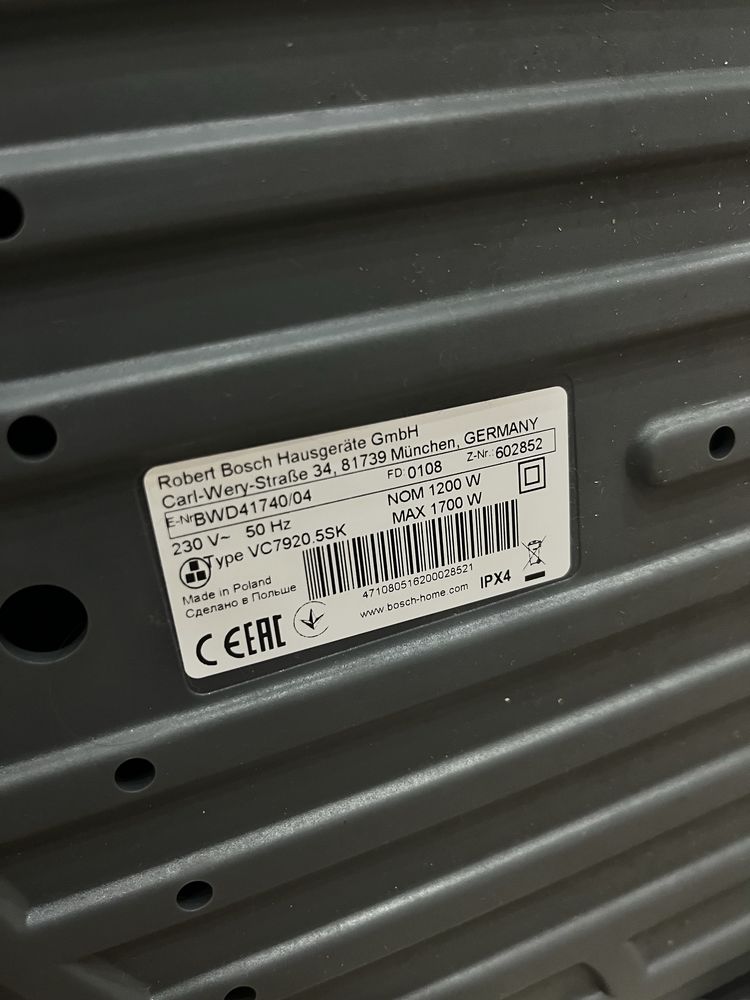 Robert Bosch Hausgeräte GmbH
Carl-Wery-Straße 34, 81739 München, GERMANY
E-Nr BWD41740/04 FD: 0108 Z-Nr.: 602852
230 V~ 50 Hz NOM 1200 W
Type VC7920.5SK MAX 1700 W
Made in Poland
Сделано в Польше
471080516200028521
www.bosch-home.com IPX4
CE EAC